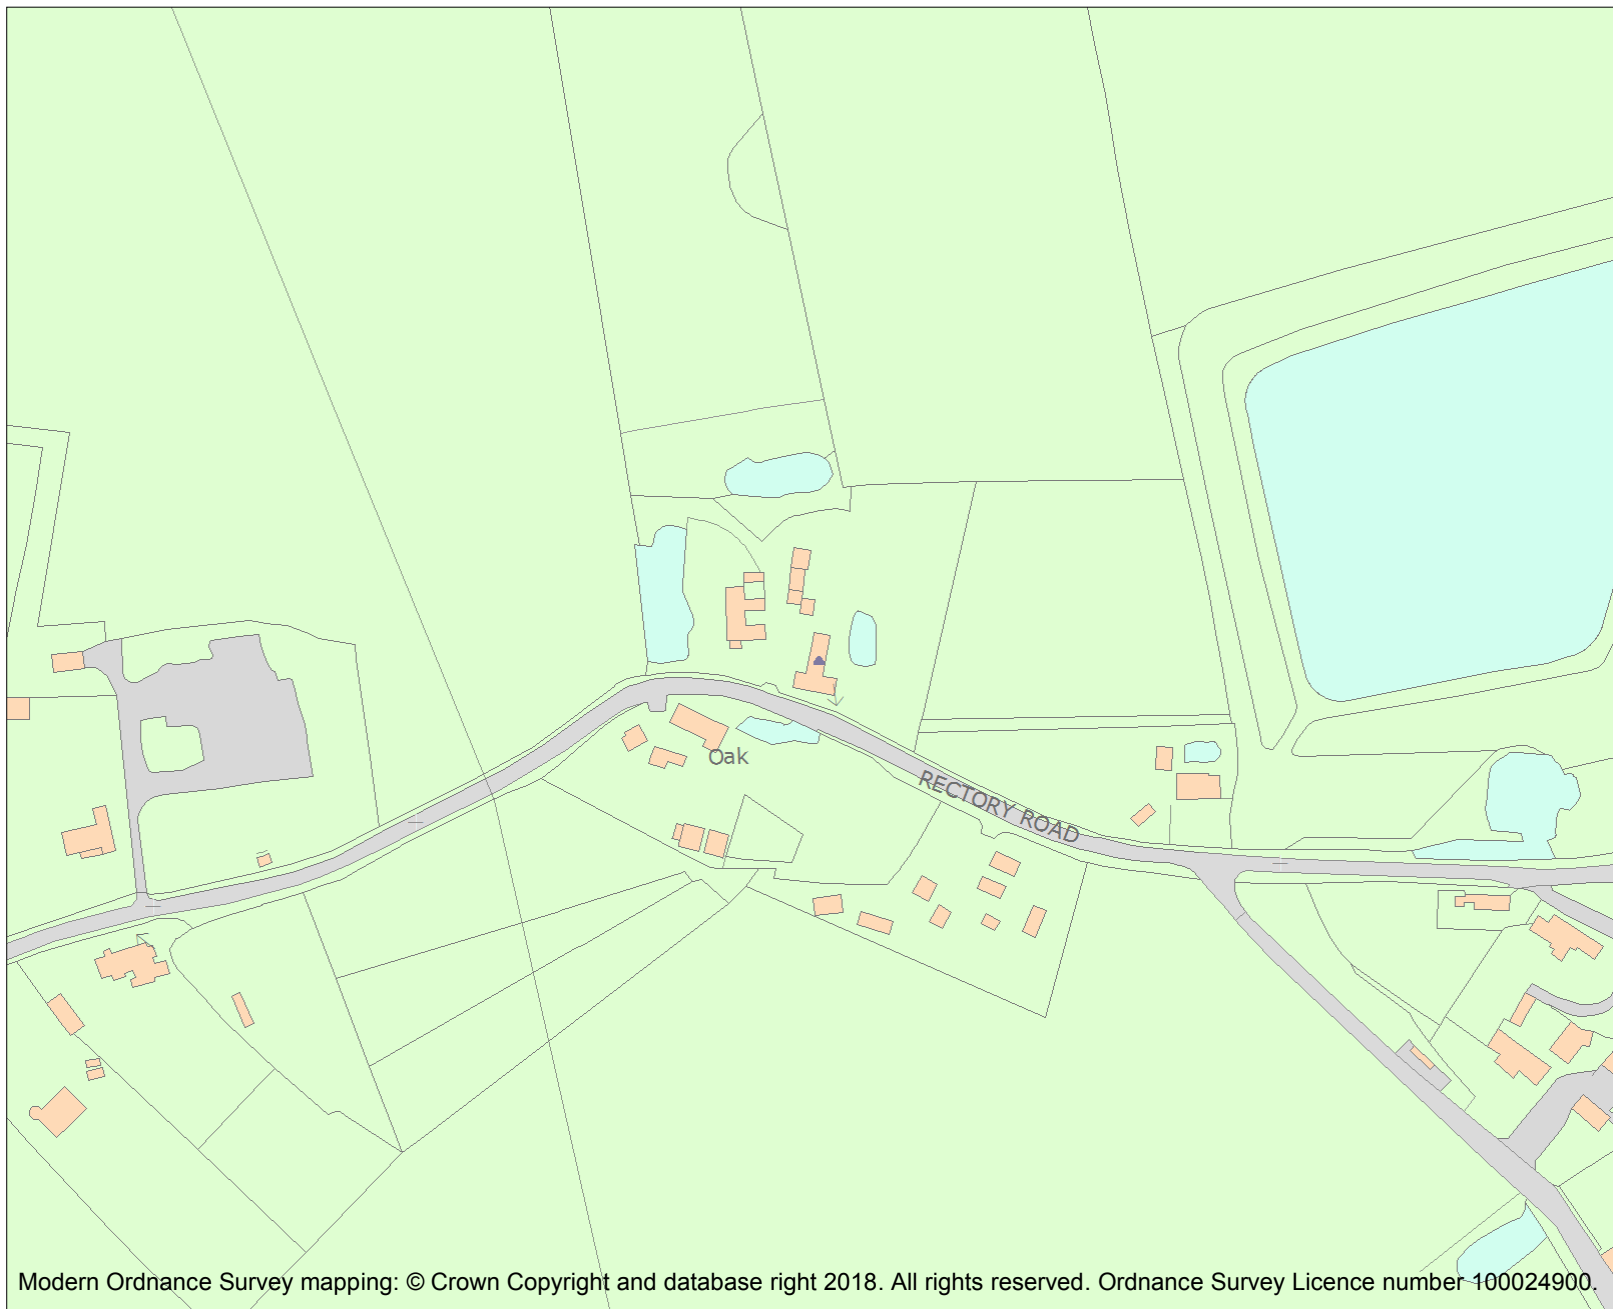 Oak
RECTORY ROAD
Modern Ordnance Survey mapping: © Crown Copyright and database right 2018. All rights reserved. Ordnance Survey Licence number 100024900.